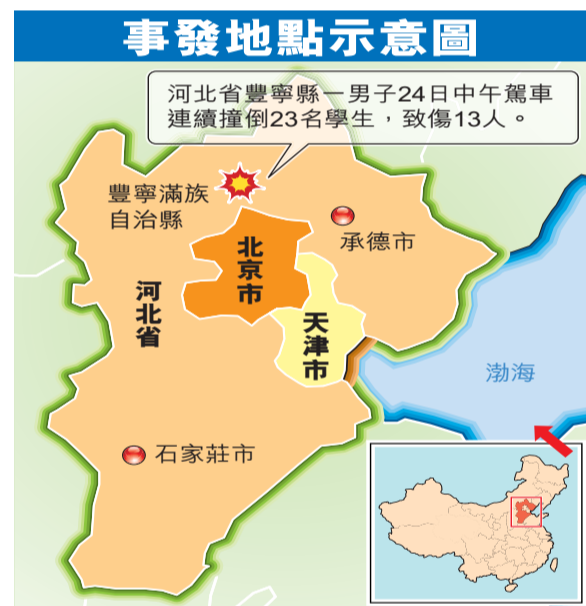 事發地點示意圖
河北省豐寧縣一男子24日中午駕車
連續撞倒23名學生，致傷13人。
豐寧滿族
自治縣
承德市
北京市
河北省
天津市
渤海
石家莊市